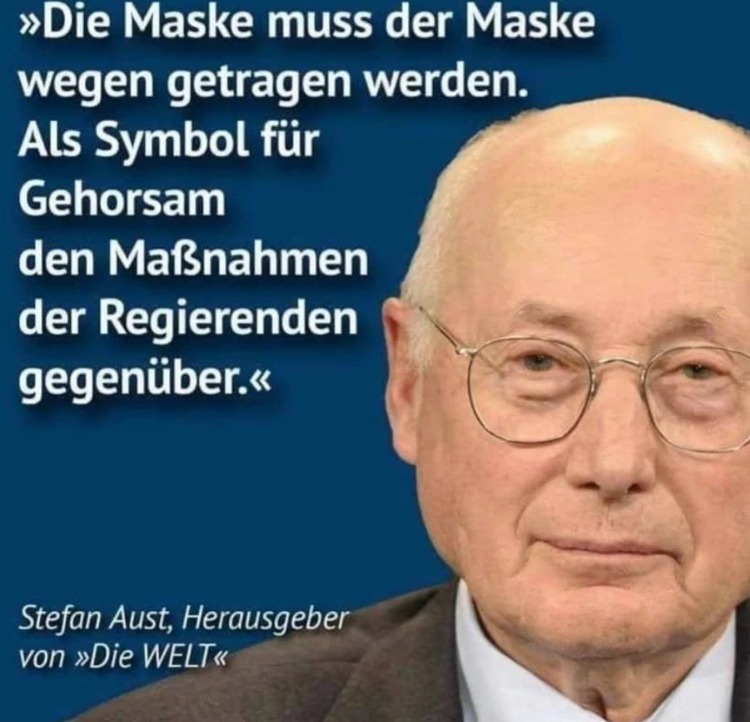 »Die Maske muss der Maske
wegen getragen werden.
Als Symbol für
Gehorsam
den Maßnahmen
der Regierenden
gegenüber.«
Stefan Aust, Herausgeber
von »Die WELT«